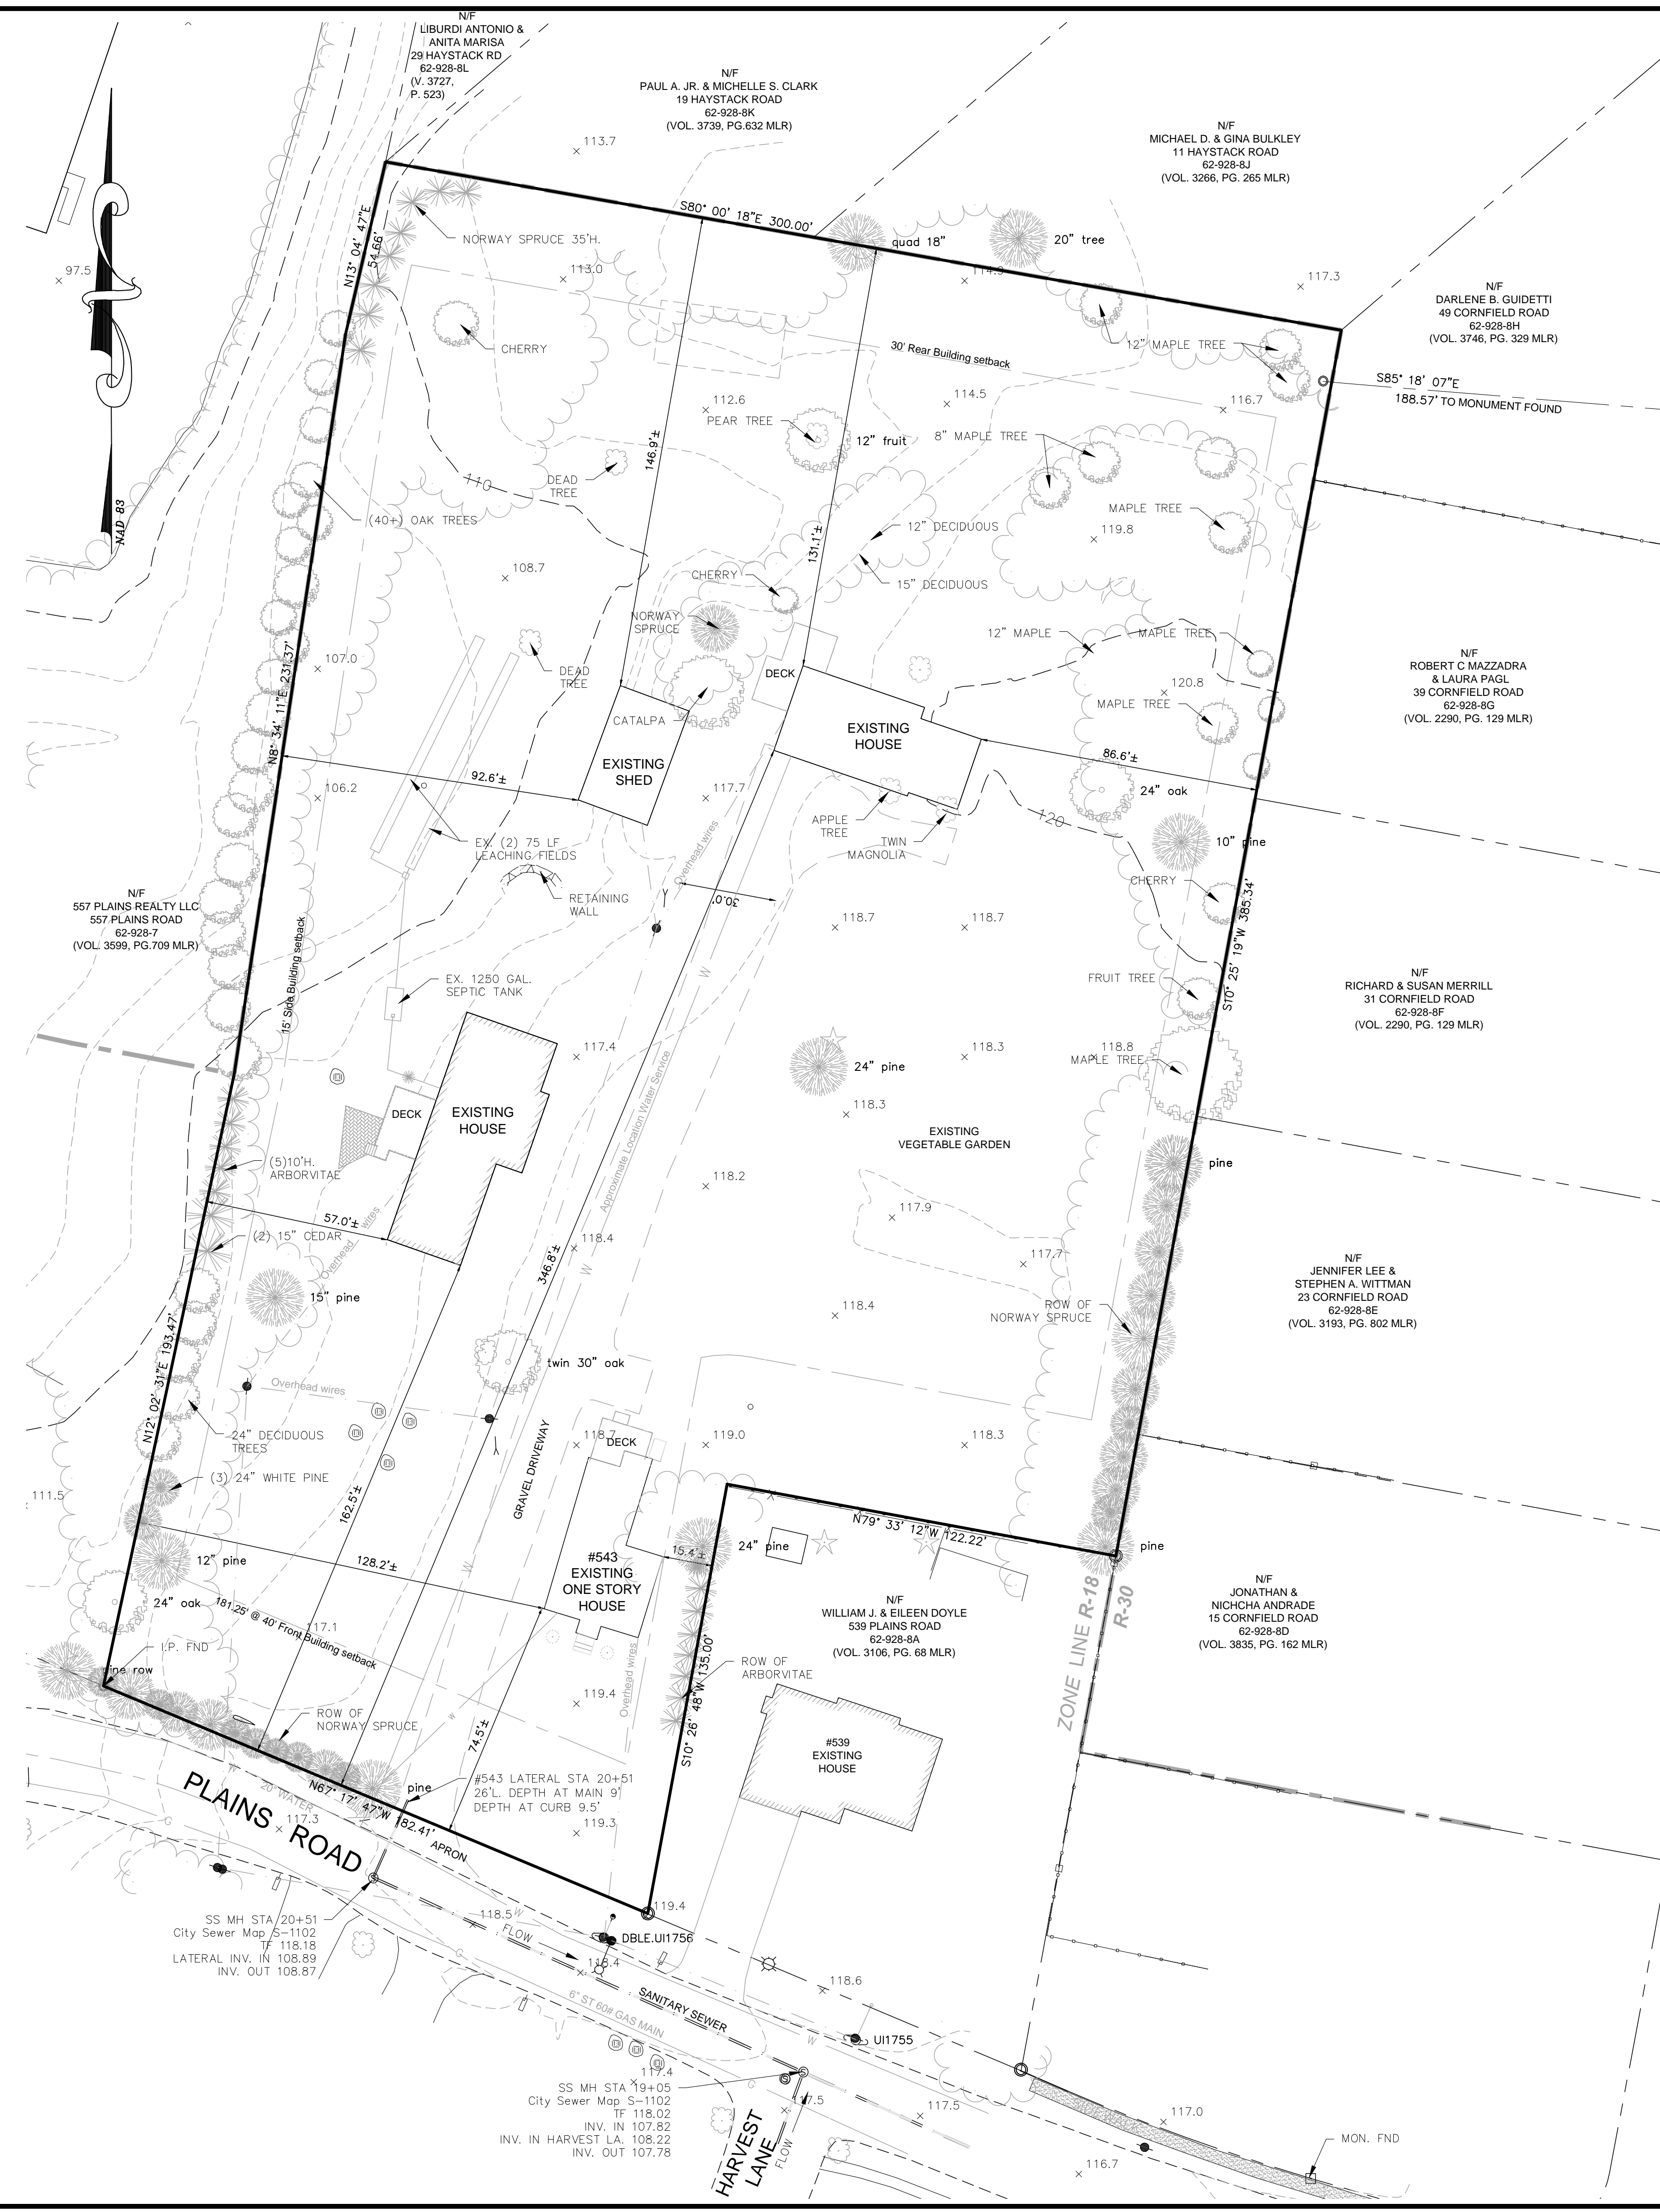 N/F
LIBURDI ANTONIO &
ANITA MARISA
29 HAYSTACK RD
62-928-8L
(V. 3727,
P. 523)
N/F
PAUL A. JR. & MICHELLE S. CLARK
19 HAYSTACK ROAD
62-928-8K
(VOL. 3739, PG.632 MLR)
N/F
MICHAEL D. & GINA BULKLEY
11 HAYSTACK ROAD
62-928-8J
(VOL. 3266, PG. 265 MLR)
N/F
DARLENE B. GUIDETTI
49 CORNFIELD ROAD
62-928-8H
(VOL. 3746, PG. 329 MLR)
S85° 18' 07"E
188.57' TO MONUMENT FOUND
NAD 83
97.5
113.7
113.0
114.9
117.3
N13° 04' 47"E
54.66'
S80° 00' 18"E 300.00'
NORWAY SPRUCE 35'H.
quad 18"
20" tree
CHERRY
12" MAPLE TREE
30' Rear Building setback
112.6
114.5
116.7
PEAR TREE
12" fruit
8" MAPLE TREE
146.9'±
110
DEAD
TREE
(40+) OAK TREES
MAPLE TREE
119.8
12" DECIDUOUS
131.1'±
15" DECIDUOUS
108.7
CHERRY
NORWAY
SPRUCE
12" MAPLE
MAPLE TREE
107.0
DEAD
TREE
DECK
120.8
MAPLE TREE
N/F
ROBERT C MAZZADRA
& LAURA PAGL
39 CORNFIELD ROAD
62-928-8G
(VOL. 2290, PG. 129 MLR)
N8° 34' 11"E 231.37'
CATALPA
EXISTING
HOUSE
92.6'±
EXISTING
SHED
86.6'±
106.2
117.7
24" oak
APPLE
TREE
TWIN
MAGNOLIA
120
10" pine
EX. (2) 75 LF
LEACHING FIELDS
Overhead wires
RETAINING
WALL
30.0'
CHERRY
N/F
557 PLAINS REALTY LLC
557 PLAINS ROAD
62-928-7
(VOL. 3599, PG.709 MLR)
118.7
118.7
S10° 25' 19"W 385.34'
15' Side Building setback
EX. 1250 GAL.
SEPTIC TANK
W
FRUIT TREE
N/F
RICHARD & SUSAN MERRILL
31 CORNFIELD ROAD
62-928-8F
(VOL. 2290, PG. 129 MLR)
117.4
24" pine
118.3
118.8
MAPLE TREE
DECK
EXISTING
HOUSE
118.3
Approximate Location Water Service
EXISTING
VEGETABLE GARDEN
(5)10'H.
ARBORVITAE
118.2
pine
57.0'±
117.9
(2) 15" CEDAR
Overhead wires
118.4
117.7
W
346.8'±
15" pine
118.4
ROW OF
NORWAY SPRUCE
N/F
JENNIFER LEE &
STEPHEN A. WITTMAN
23 CORNFIELD ROAD
62-928-8E
(VOL. 3193, PG. 802 MLR)
twin 30" oak
Overhead wires
N12° 02' 31"E 193.47'
24" DECIDUOUS
TREES
118.7
DECK
119.0
118.3
(3) 24" WHITE PINE
GRAVEL DRIVEWAY
162.5'±
111.5
N79° 33' 12"W 122.22'
12" pine
128.2'±
W
#543
EXISTING
ONE STORY
HOUSE
15.4'±
24" pine
pine
24" oak
181.25' @ 40' Front Building setback
117.1
N/F
WILLIAM J. & EILEEN DOYLE
539 PLAINS ROAD
62-928-8A
(VOL. 3106, PG. 68 MLR)
ZONE LINE R-18
R-30
N/F
JONATHAN &
NICHCHA ANDRADE
15 CORNFIELD ROAD
62-928-8D
(VOL. 3835, PG. 162 MLR)
I.P. FND
pine row
Overhead wires
ROW OF
ARBORVITAE
S10° 26' 48"W 135.00'
119.4
ROW OF
NORWAY SPRUCE
74.5'±
W
#539
EXISTING
HOUSE
PLAINS ROAD
20" WATER
N67° 17' 47"W 182.41'
pine
#543 LATERAL STA 20+51
26'L. DEPTH AT MAIN 9'
DEPTH AT CURB 9.5'
117.3
119.3
APRON
G
SS MH STA 20+51
City Sewer Map S-1102
TF 118.18
LATERAL INV. IN 108.89
INV. OUT 108.87
118.5
FLOW
W
119.4
DBLE.UI1756
118.4
SANITARY SEWER
6" ST 60# GAS MAIN
118.6
UI1755
W
117.4
SS MH STA 19+05
City Sewer Map S-1102
TF 118.02
INV. IN 107.82
INV. IN HARVEST LA. 108.22
INV. OUT 107.78
G
117.5
117.5
117.0
HARVEST
LANE
FLOW
116.7
MON. FND